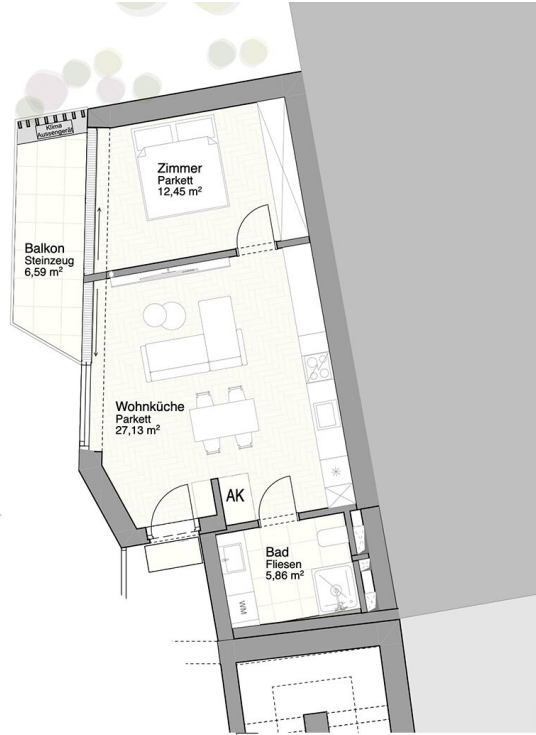 Klima
Aussengerät
Zimmer
Parkett
12,45 m²
Balkon
Steinzeug
6,59 m²
Wohnküche
Parkett
27,13 m²
AK
Bad
Fliesen
5,86 m²
WM